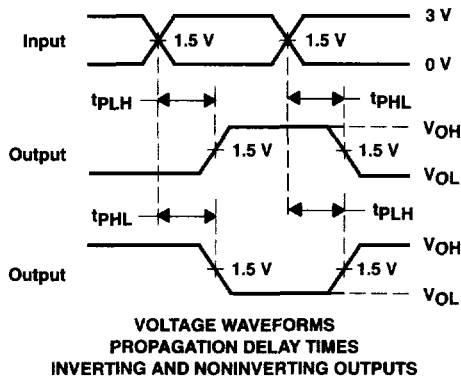 3 V
Input
1.5 V
1.5 V
0 V
tPLH
tPHL
VOH
Output
1.5 V
1.5 V
VOL
tPHL
tPLH
VOH
Output
1.5 V
1.5 V
VOL
VOLTAGE WAVEFORMS
PROPAGATION DELAY TIMES
INVERTING AND NONINVERTING OUTPUTS